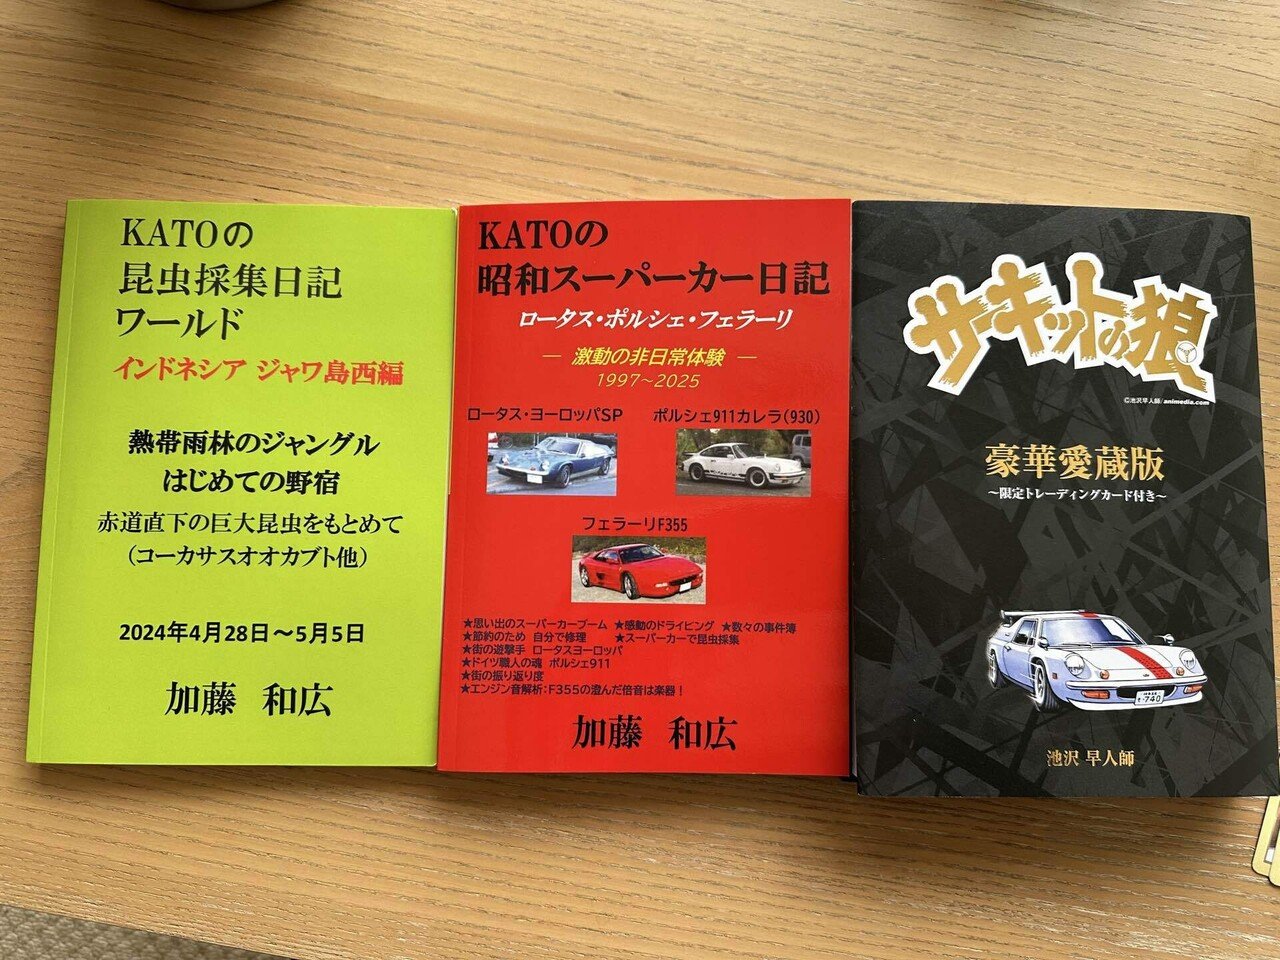 KATOの
昆虫採集日記
ワールド
インドネシア ジャワ島西編
熱帯雨林のジャングル
はじめての野宿
赤道直下の巨大昆虫をもとめて
(コーカサスオオカブト他)
2024年4月28日〜5月5日
加藤 和広
KATOの
昭和スーパーカー日記
ロータス・ポルシェ・フェラーリ
― 激動の非日常体験 ―
1997~2025
ロータス・ヨーロッパSP
ポルシェ911カレラ(930)
フェラーリF355
★思い出のスーパーカーブーム ★感動のドライビング ★数々の事件簿
★節約のため 自分で修理 ★スーパーカーで昆虫採集
★街の遊撃手 ロータスヨーロッパ
★ドイツ職人の魂 ポルシェ911
★街の振り返り度
★エンジン音解析:F355の澄んだ倍音は楽器!
加藤 和広
サーキットの狼
©池沢早人師/animedia.com
豪華愛蔵版
~限定トレーディングカード付き~
740
池沢 早人師